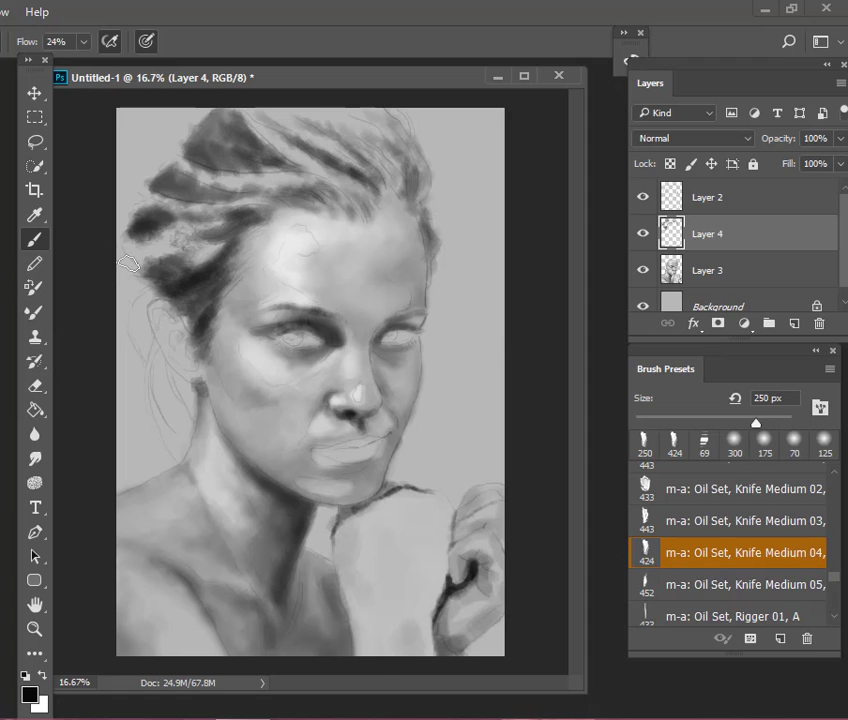 Help
Flow: 24%
Ps Untitled-1 @ 16.7% (Layer 4, RGB/8) *
Layers
Kind
Normal Opacity: 100%
Lock: Fill: 100%
Layer 2
Layer 4
Layer 3
Background
fx
Brush Presets
Size: 250 px
250 424 69 300 175 70 125
443
433 m-a: Oil Set, Knife Medium 02,
443 m-a: Oil Set, Knife Medium 03,
424 m-a: Oil Set, Knife Medium 04,
452 m-a: Oil Set, Knife Medium 05,
m-a: Oil Set, Rigger 01, A
16.67% Doc: 24.9M/67.8M